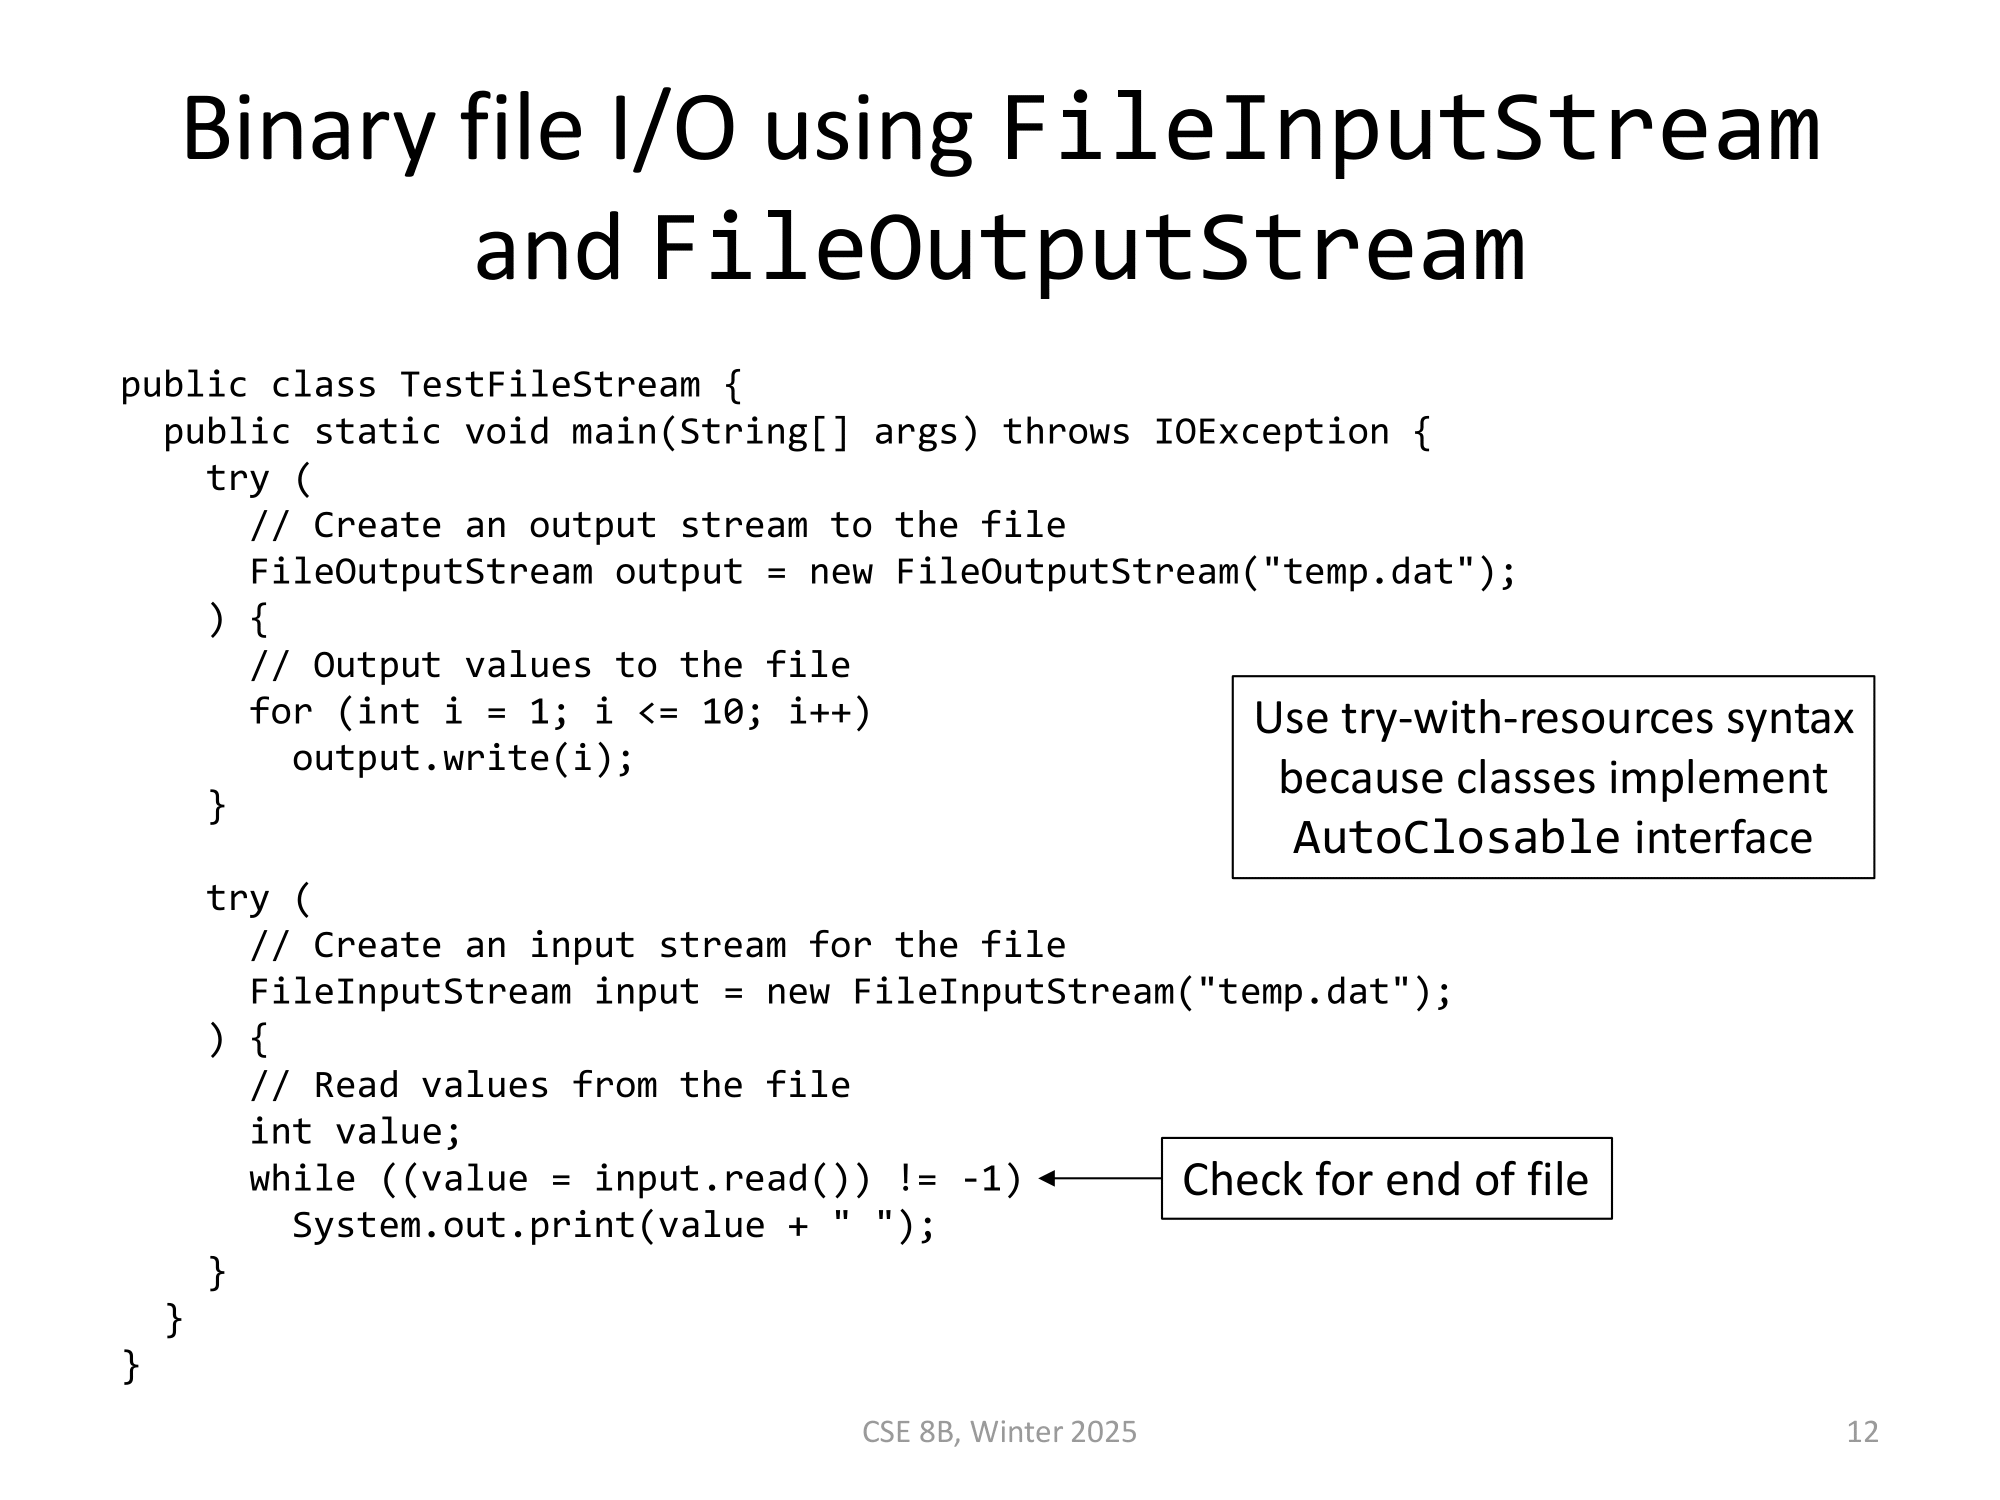 Binary file I/O using FileInputStream
and FileOutputStream
public class TestFileStream {
  public static void main(String[] args) throws IOException {
    try (
      // Create an output stream to the file
      FileOutputStream output = new FileOutputStream("temp.dat");
    ) {
      // Output values to the file
      for (int i = 1; i <= 10; i++)
        output.write(i);
    }
Use try-with-resources syntax
because classes implement
AutoClosable interface
    try (
      // Create an input stream for the file
      FileInputStream input = new FileInputStream("temp.dat");
    ) {
      // Read values from the file
      int value;
      while ((value = input.read()) != -1)
Check for end of file
        System.out.print(value + " ");
    }
  }
}
CSE 8B, Winter 2025
12